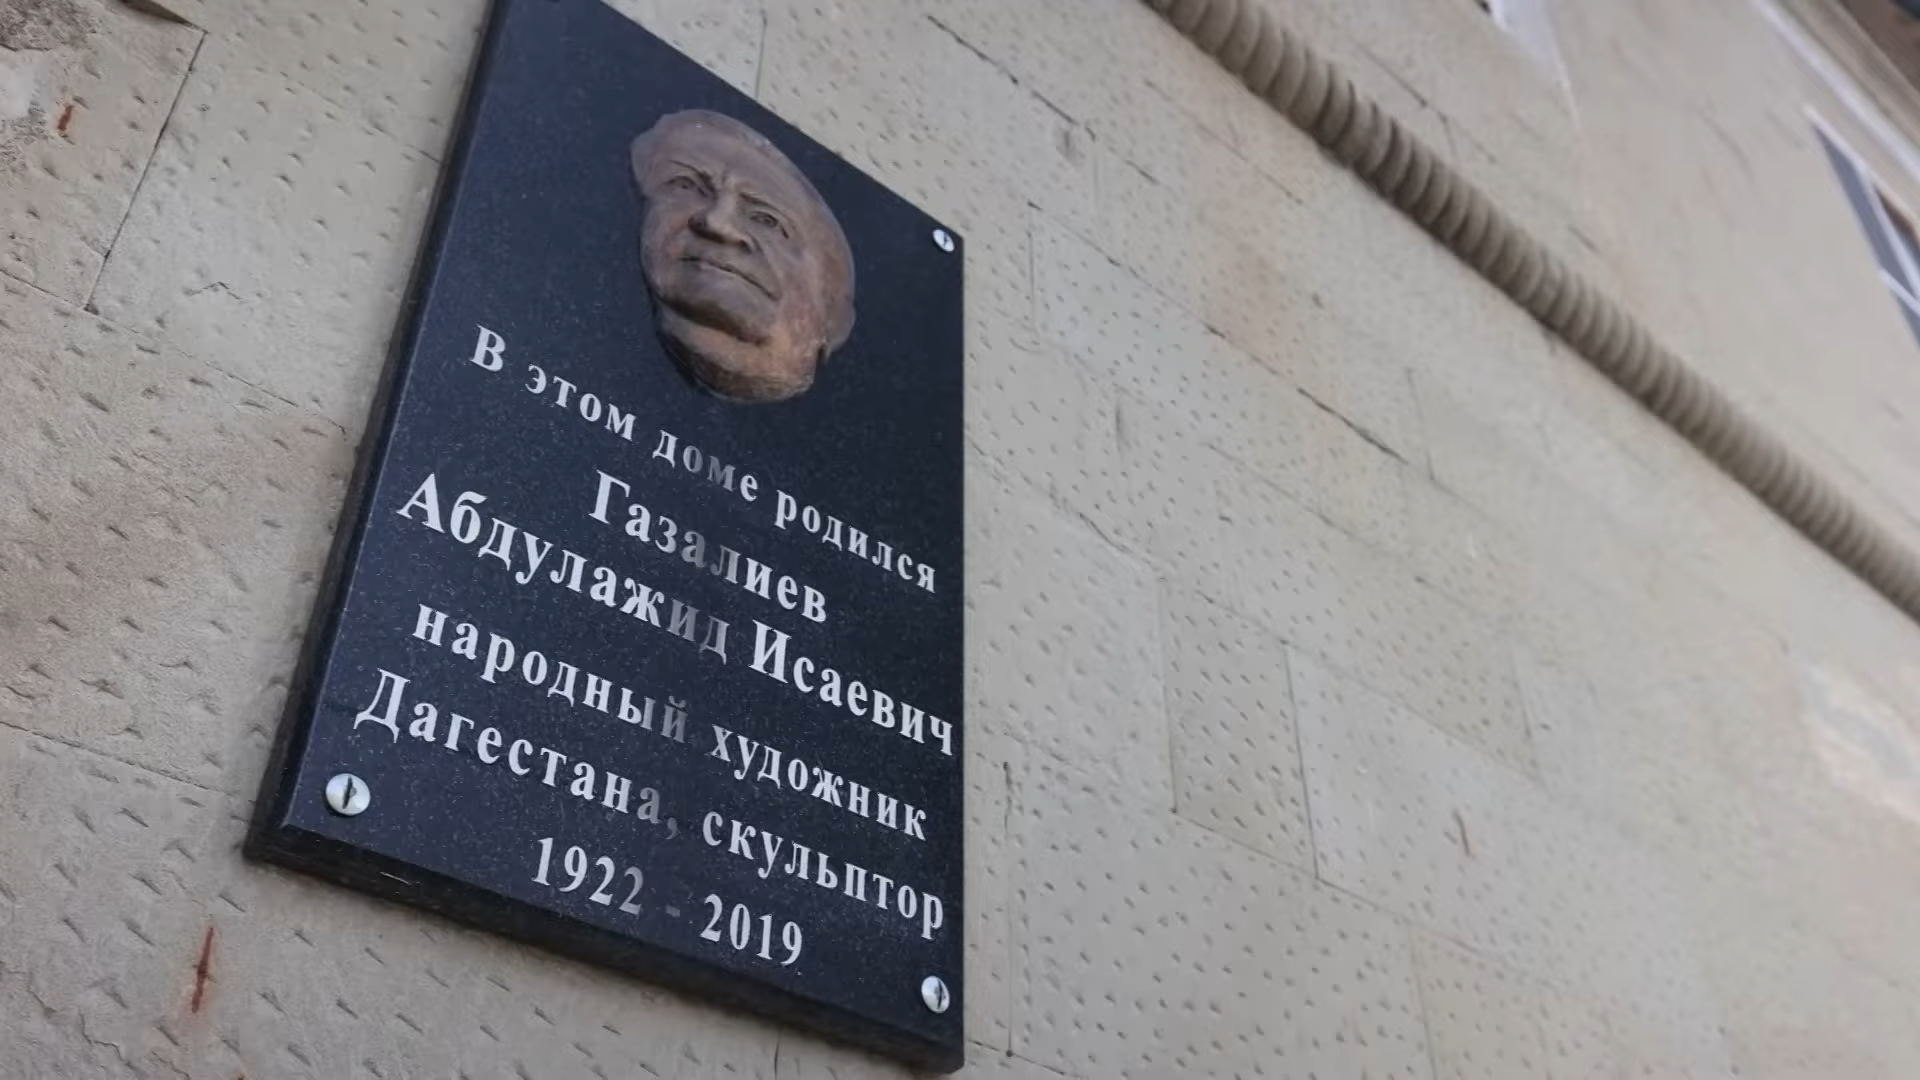 В этом доме родился
Газалиев
Абдулажид Исаевич
народный художник
Дагестана, скульптор
1922 - 2019